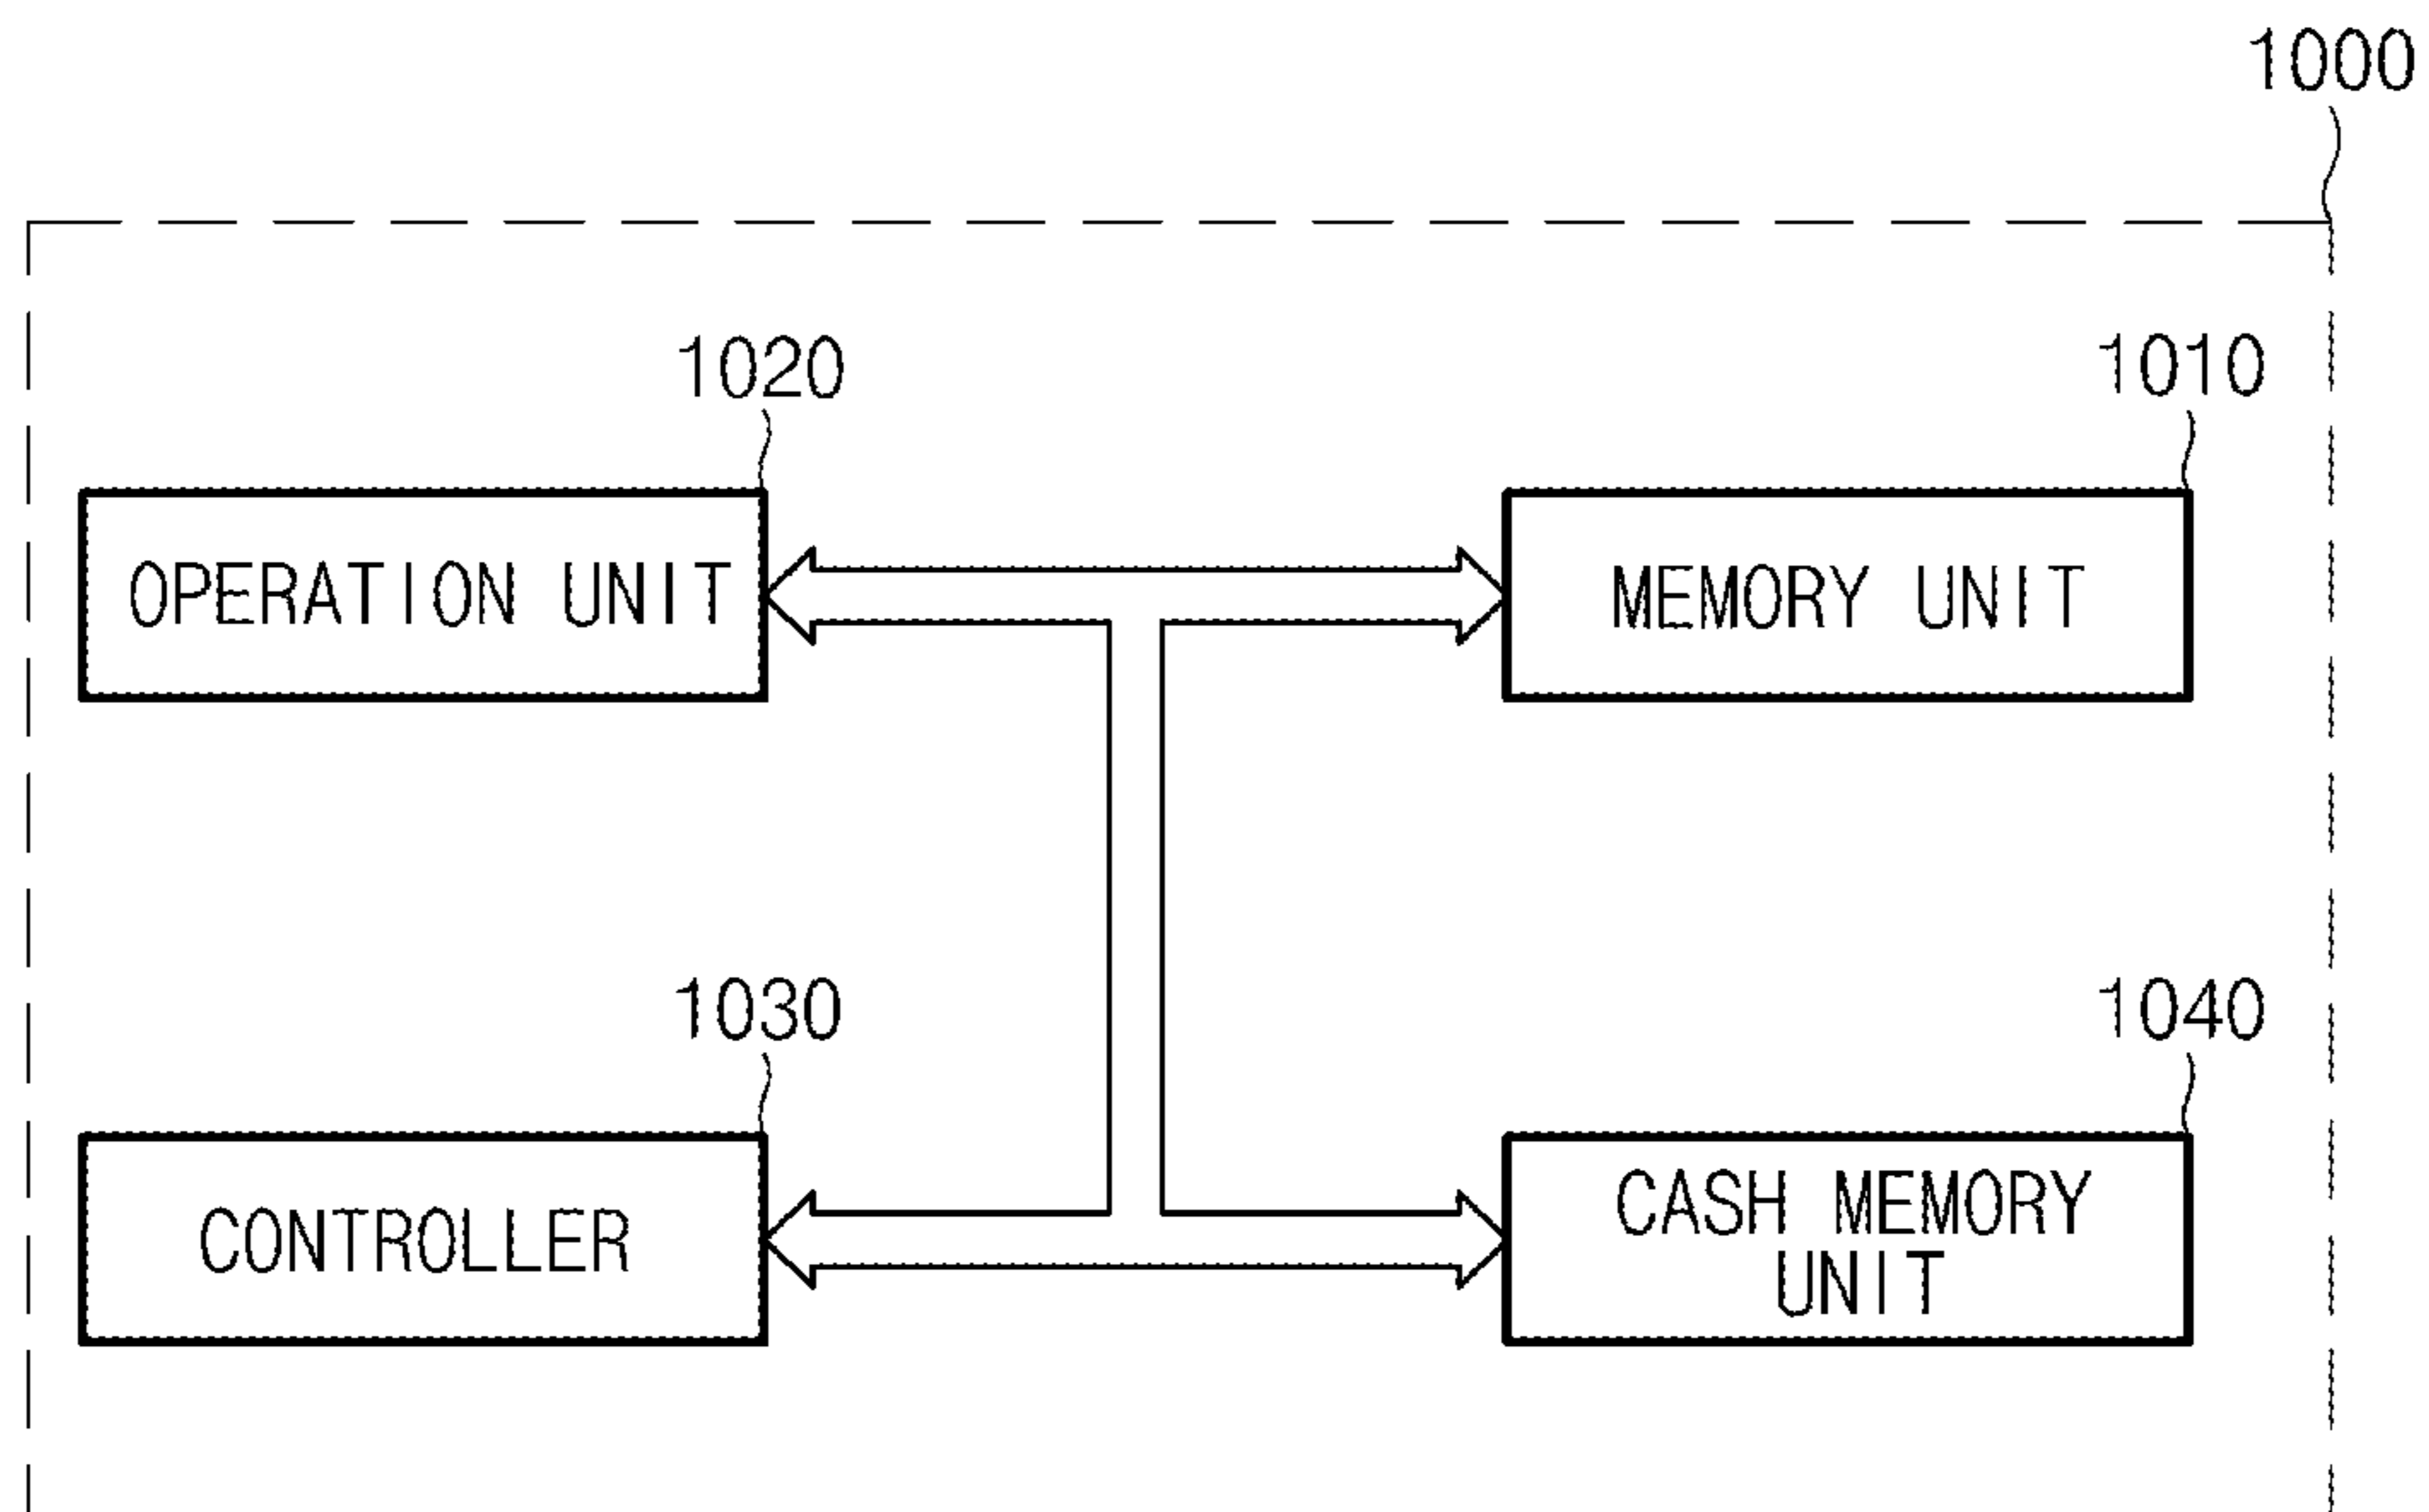 1000
1020
1010
OPERATION UNIT
MEMORY UNIT
1030
1040
CONTROLLER
CASH MEMORY
UNIT